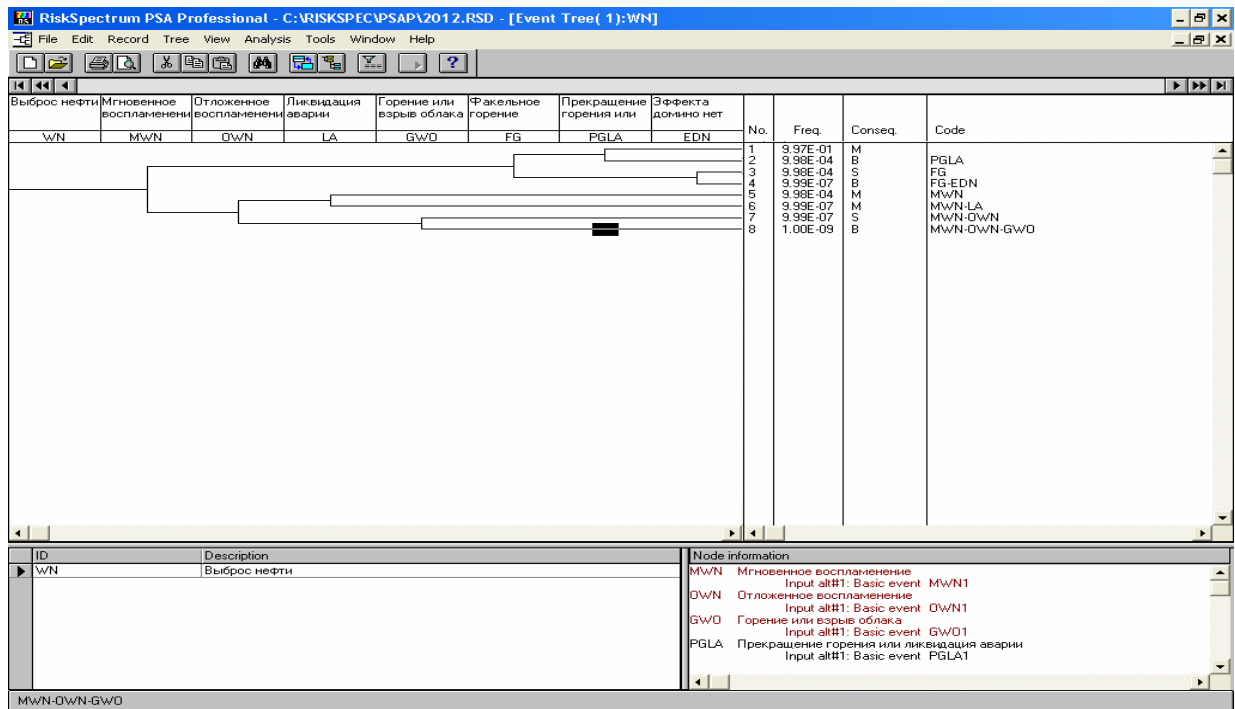 RiskSpectrum PSA Professional - C:\RISKSPEC\PSAP\2012.RSD - [Event Tree( 1):WN]
File Edit Record Tree View Analysis Tools Window Help
Выброс нефти Мгновенное Отложенное Ликвидация Горение или Факельное Прекращение Эффекта
воспламенени воспламенени аварии взрыв облака горение горения или домино нет
WN MWN OWN LA GWO FG PGLA EDN No. Freq. Conseq. Code
1 9.97E-01 M
2 9.98E-04 B PGLA
3 9.98E-04 S FG
4 9.99E-07 B FG-EDN
5 9.98E-04 M MWN
6 9.99E-07 M MWN-LA
7 9.99E-07 S MWN-OWN
8 1.00E-09 B MWN-OWN-GWO
ID Description
WN Выброс нефти
Node information
MWN Мгновенное воспламенение
Input alt#1: Basic event MWN1
OWN Отложенное воспламенение
Input alt#1: Basic event OWN1
GWO Горение или взрыв облака
Input alt#1: Basic event GWO1
PGLA Прекращение горения или ликвидация аварии
Input alt#1: Basic event PGLA1
MWN-OWN-GWO